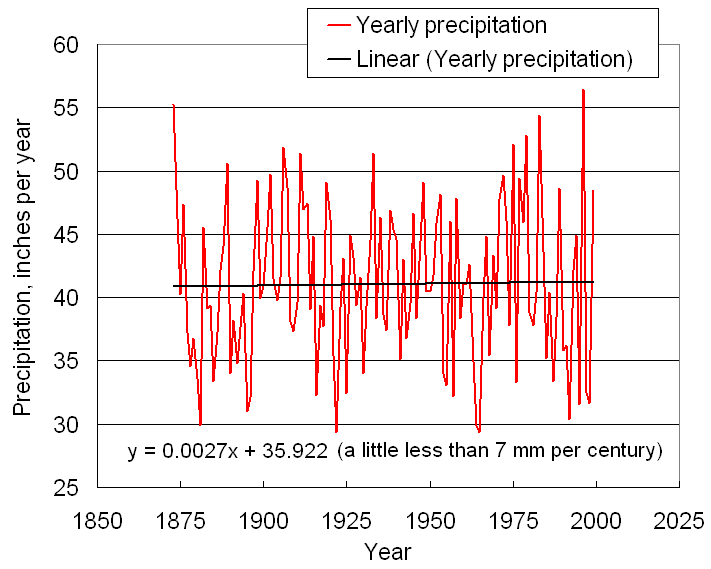 Yearly precipitation
Linear (Yearly precipitation)
60
55
50
45
40
35
30
25
Precipitation, inches per year
y = 0.0027x + 35.922 (a little less than 7 mm per century)
1850 1875 1900 1925 1950 1975 2000 2025
Year